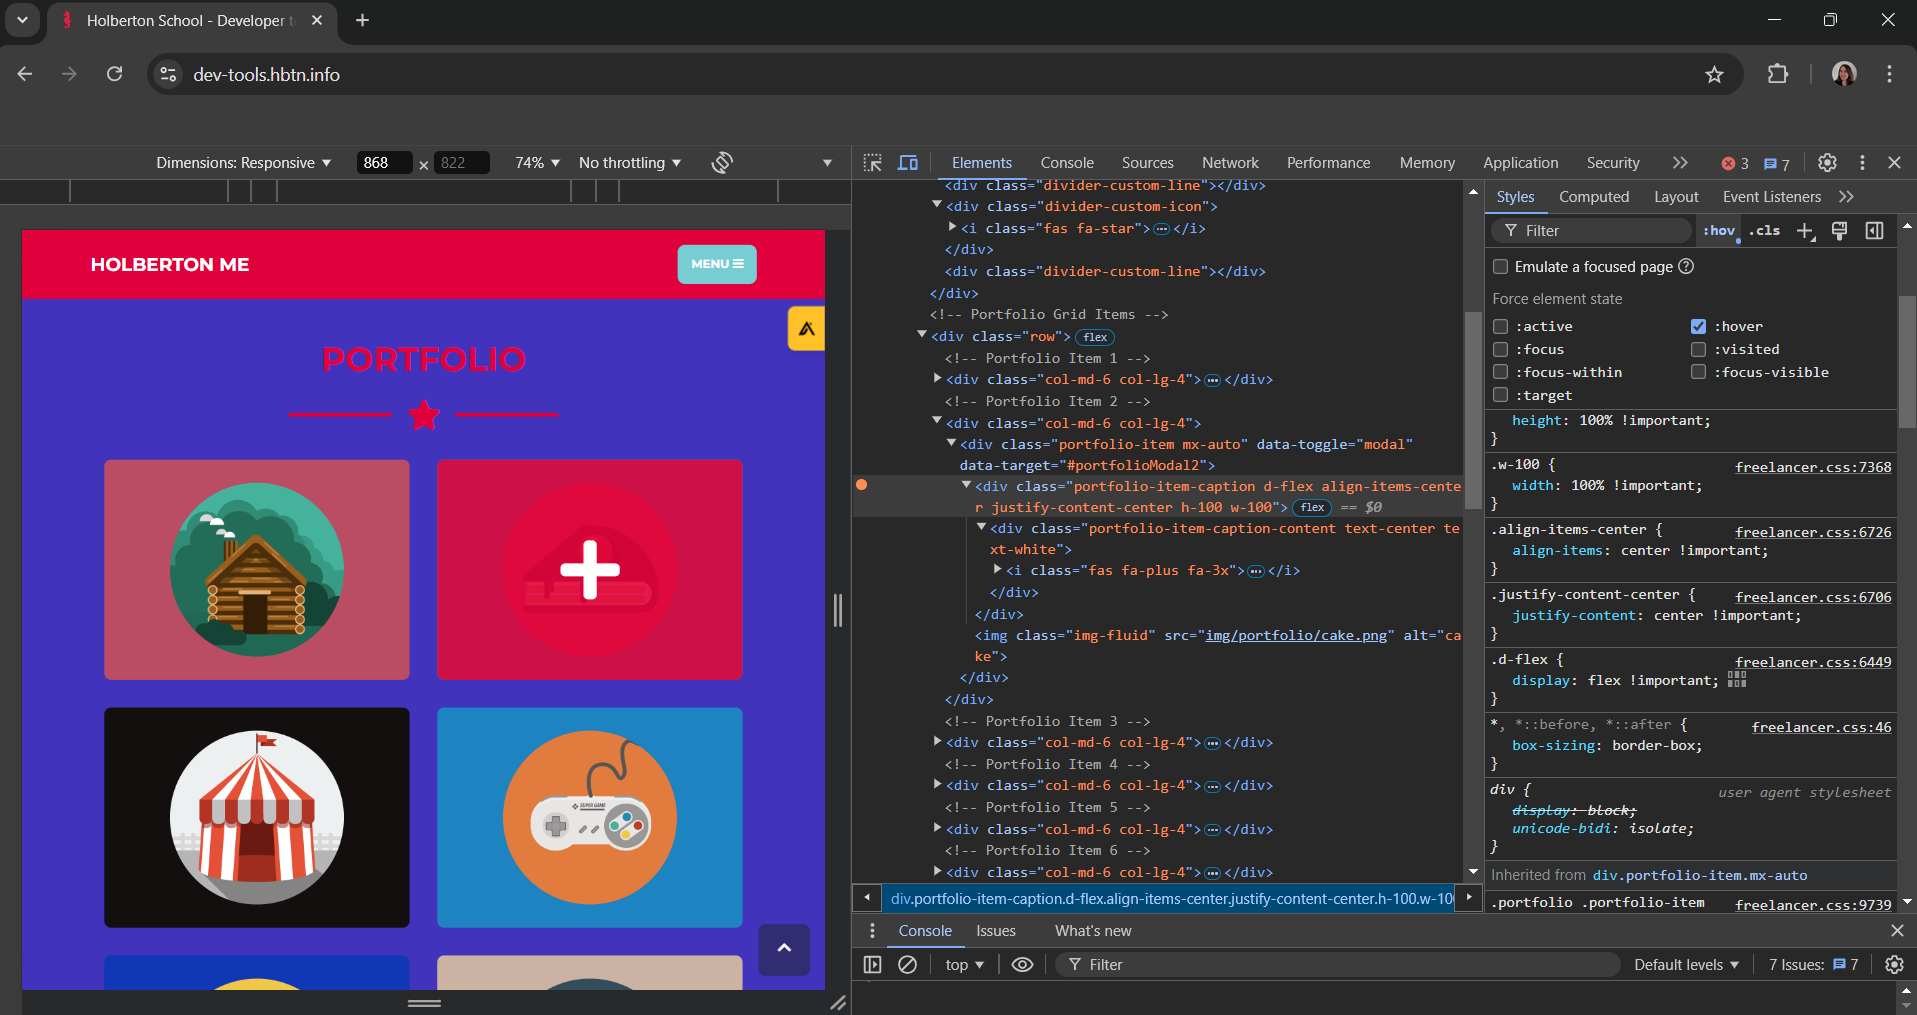 Holberton School - Developer t
dev-tools.hbtn.info
Dimensions: Responsive
868 × 822
74%
No throttling
HOLBERTON ME
MENU
PORTFOLIO
SUPER GAME
Elements
Console
Sources
Network
Performance
Memory
Application
Security
3
7
<div class="divider-custom-line"></div>
<div class="divider-custom-icon">
<i class="fas fa-star">…</i>
</div>
<div class="divider-custom-line"></div>
</div>
<!-- Portfolio Grid Items -->
<div class="row"> flex
<!-- Portfolio Item 1 -->
<div class="col-md-6 col-lg-4">…</div>
<!-- Portfolio Item 2 -->
<div class="col-md-6 col-lg-4">
<div class="portfolio-item mx-auto" data-toggle="modal"
data-target="#portfolioModal2">
<div class="portfolio-item-caption d-flex align-items-cente
r justify-content-center h-100 w-100"> flex == $0
<div class="portfolio-item-caption-content text-center te
xt-white">
<i class="fas fa-plus fa-3x">…</i>
</div>
</div>
<img class="img-fluid" src="img/portfolio/cake.png" alt="ca
ke">
</div>
</div>
<!-- Portfolio Item 3 -->
<div class="col-md-6 col-lg-4">…</div>
<!-- Portfolio Item 4 -->
<div class="col-md-6 col-lg-4">…</div>
<!-- Portfolio Item 5 -->
<div class="col-md-6 col-lg-4">…</div>
<!-- Portfolio Item 6 -->
<div class="col-md-6 col-lg-4">…</div>
div.portfolio-item-caption.d-flex.align-items-center.justify-content-center.h-100.w-10
Styles
Computed
Layout
Event Listeners
Filter
:hov
.cls
Emulate a focused page
Force element state
:active
:hover
:focus
:visited
:focus-within
:focus-visible
:target
height: 100% !important;
}
.w-100 { freelancer.css:7368
width: 100% !important;
}
.align-items-center { freelancer.css:6726
align-items: center !important;
}
.justify-content-center { freelancer.css:6706
justify-content: center !important;
}
.d-flex { freelancer.css:6449
display: flex !important;
}
*, *::before, *::after { freelancer.css:46
box-sizing: border-box;
}
div { user agent stylesheet
display: block;
unicode-bidi: isolate;
}
Inherited from div.portfolio-item.mx-auto
.portfolio .portfolio-item freelancer.css:9739
Console
Issues
What's new
top
Filter
Default levels
7 Issues:
7